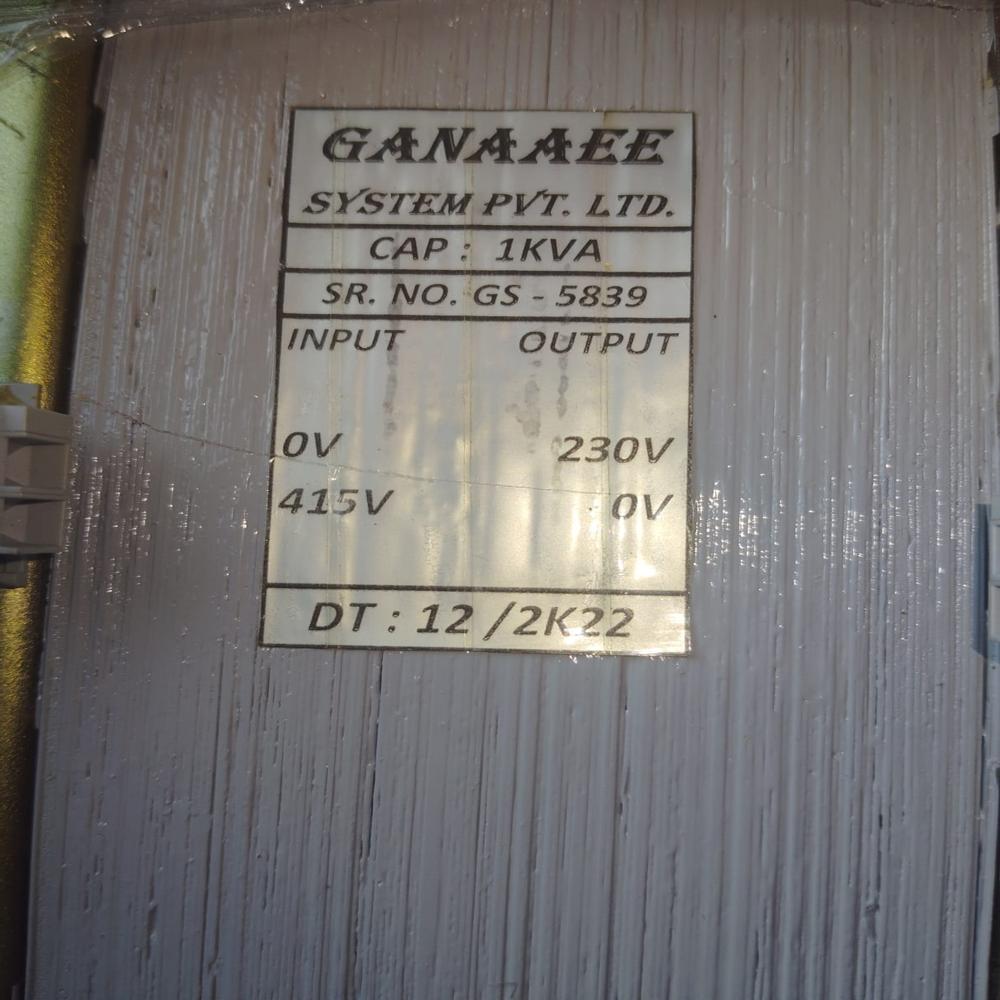 GANAAEE
SYSTEM PVT. LTD.
CAP : 1KVA
SR. NO. GS - 5839
INPUT OUTPUT
0V 230V
415V 0V
DT : 12 /2K22